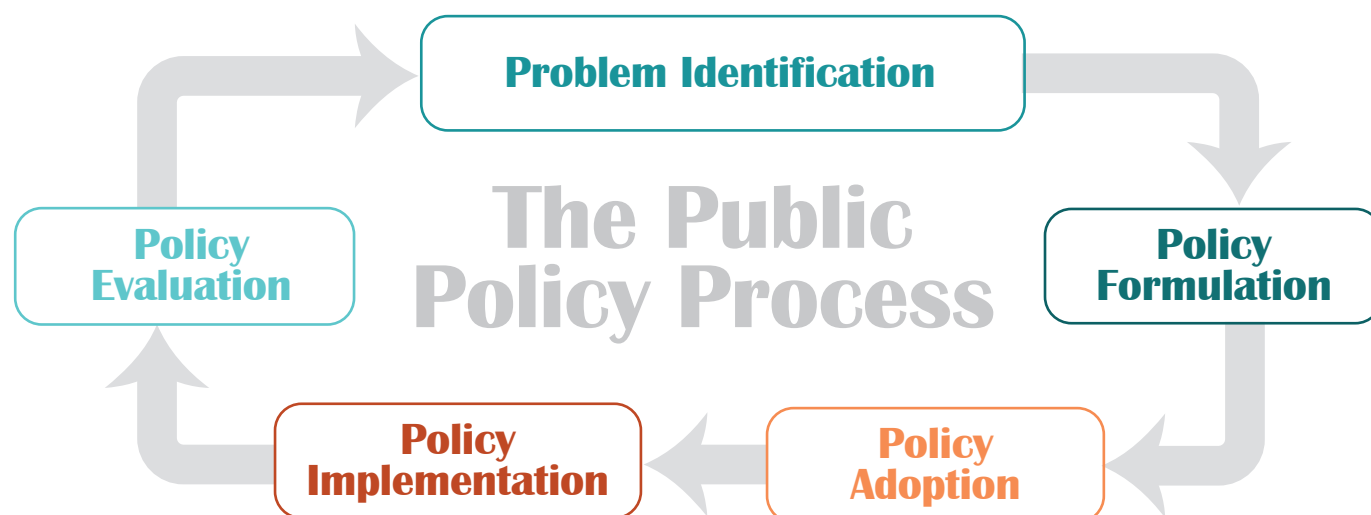 Problem Identification
The Public
Policy Process
Policy
Formulation
Policy
Adoption
Policy
Implementation
Policy
Evaluation